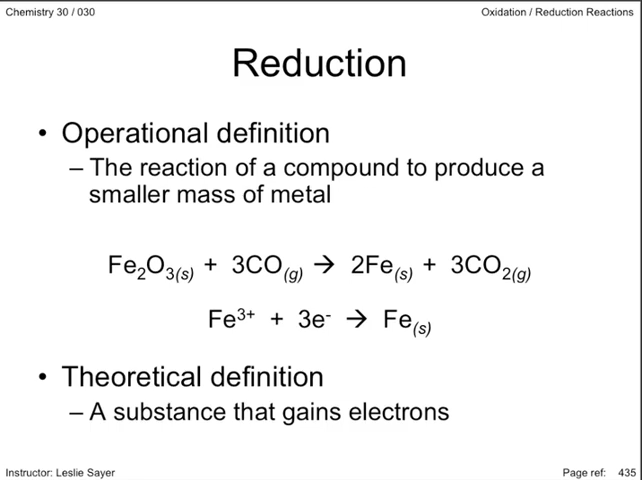 Chemistry 30 / 030 Oxidation / Reduction Reactions
Reduction
• Operational definition
– The reaction of a compound to produce a
smaller mass of metal
Fe₂O₃₍s₎ + 3CO₍g₎ → 2Fe₍s₎ + 3CO₂₍g₎
Fe³⁺ + 3e⁻ → Fe₍s₎
• Theoretical definition
– A substance that gains electrons
Instructor: Leslie Sayer Page ref: 435